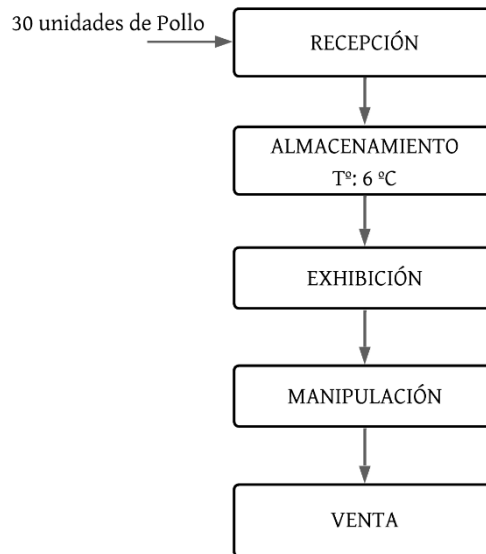 30 unidades de Pollo
RECEPCIÓN
ALMACENAMIENTO
Tº: 6 ºC
EXHIBICIÓN
MANIPULACIÓN
VENTA